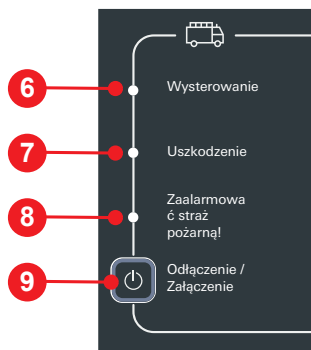 6
Wysterowanie
7
Uszkodzenie
8
Zaalarmowa
ć straż
pożarną!
9
Odłączenie /
Załączenie